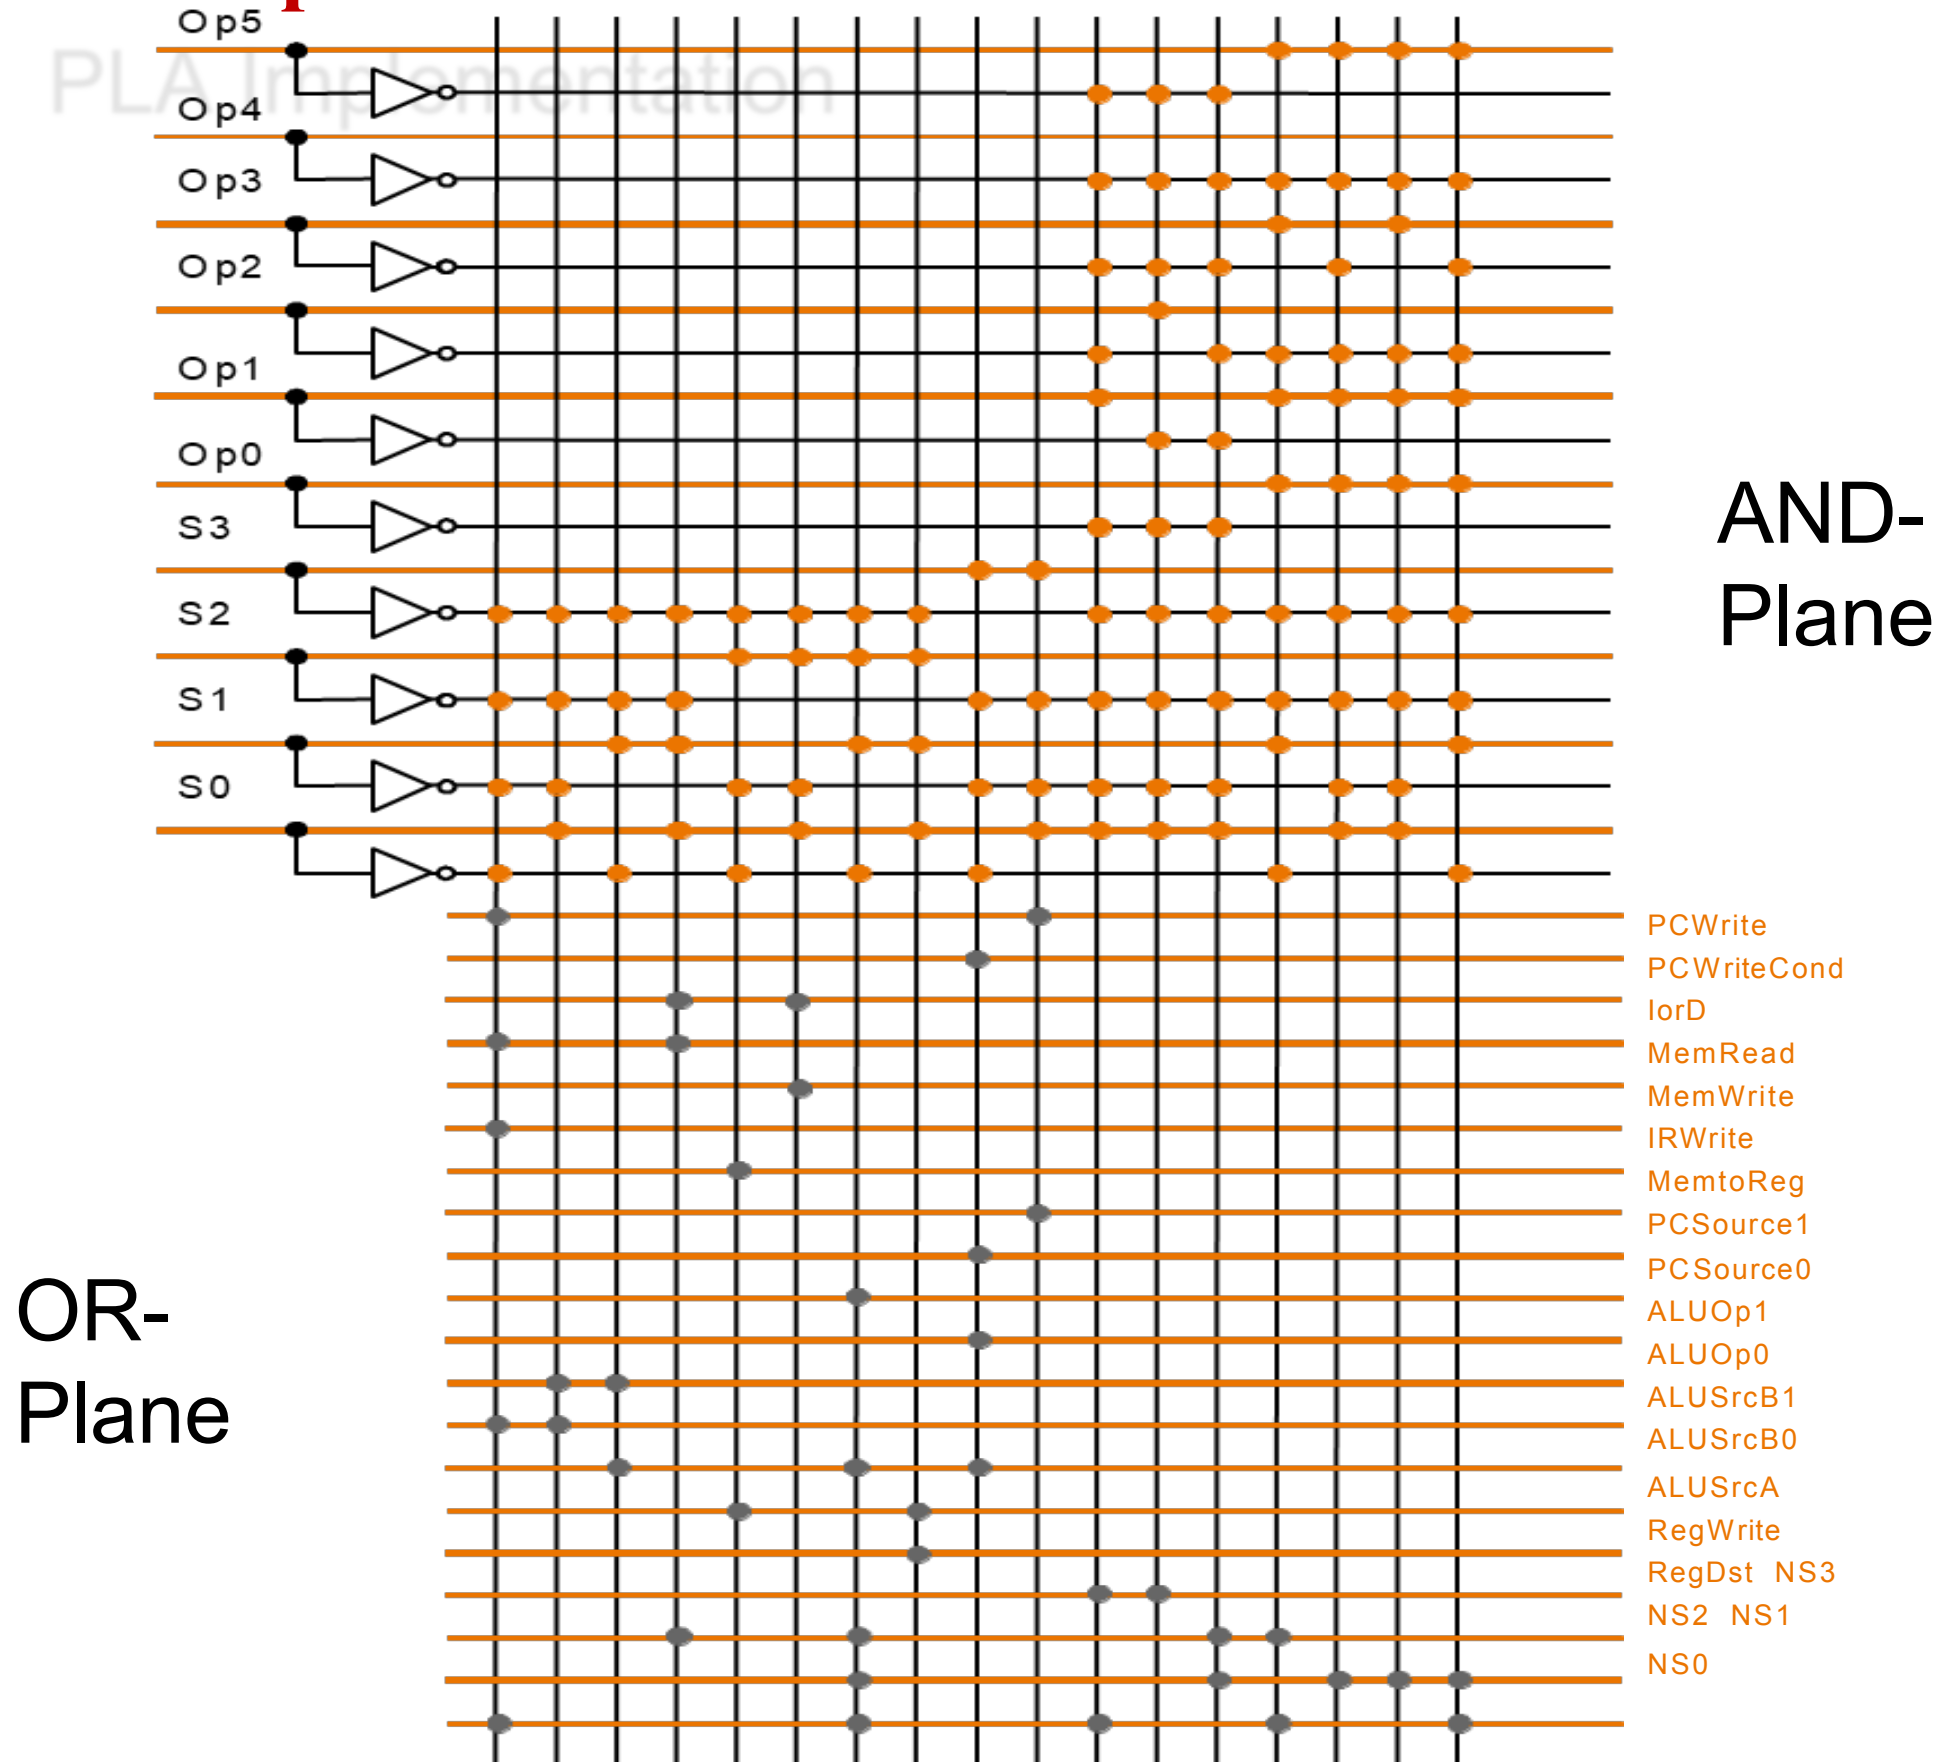 Op5
PLA Implementation
Op4
Op3
Op2
Op1
Op0
S3
S2
S1
S0
AND-
Plane
PCWrite
PCWriteCond
IorD
MemRead
MemWrite
IRWrite
MemtoReg
PCSource1
PCSource0
ALUOp1
ALUOp0
ALUSrcB1
ALUSrcB0
ALUSrcA
RegWrite
RegDst NS3
NS2 NS1
NS0
OR-
Plane